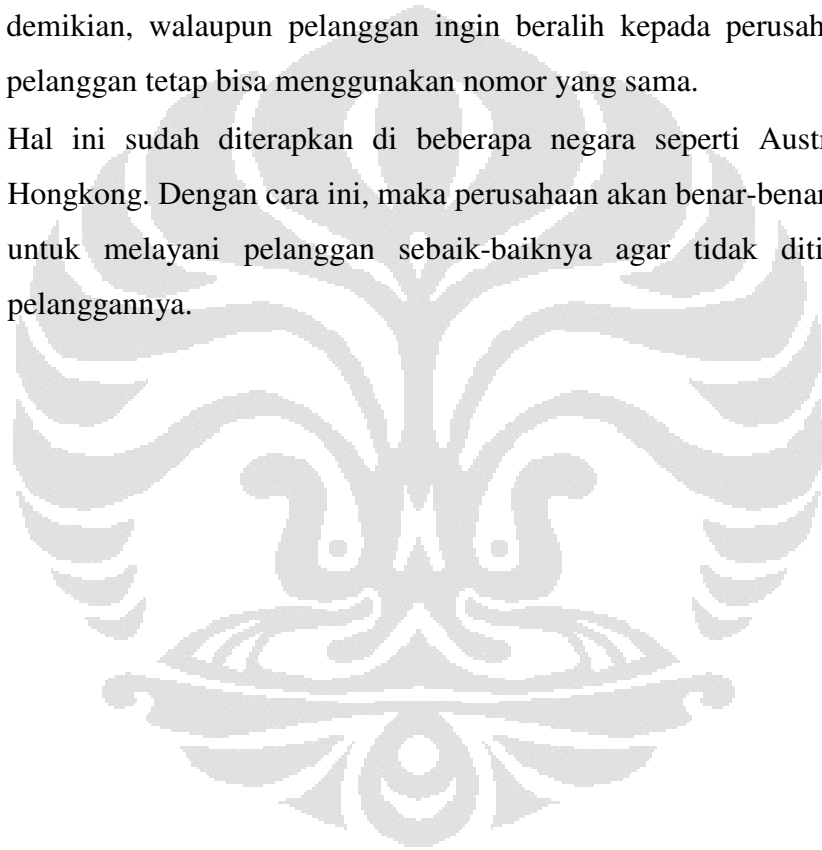 demikian, walaupun pelanggan ingin beralih kepada perusah
pelanggan tetap bisa menggunakan nomor yang sama.
Hal ini sudah diterapkan di beberapa negara seperti Austr
Hongkong. Dengan cara ini, maka perusahaan akan benar-benar
untuk melayani pelanggan sebaik-baiknya agar tidak diti
pelanggannya.